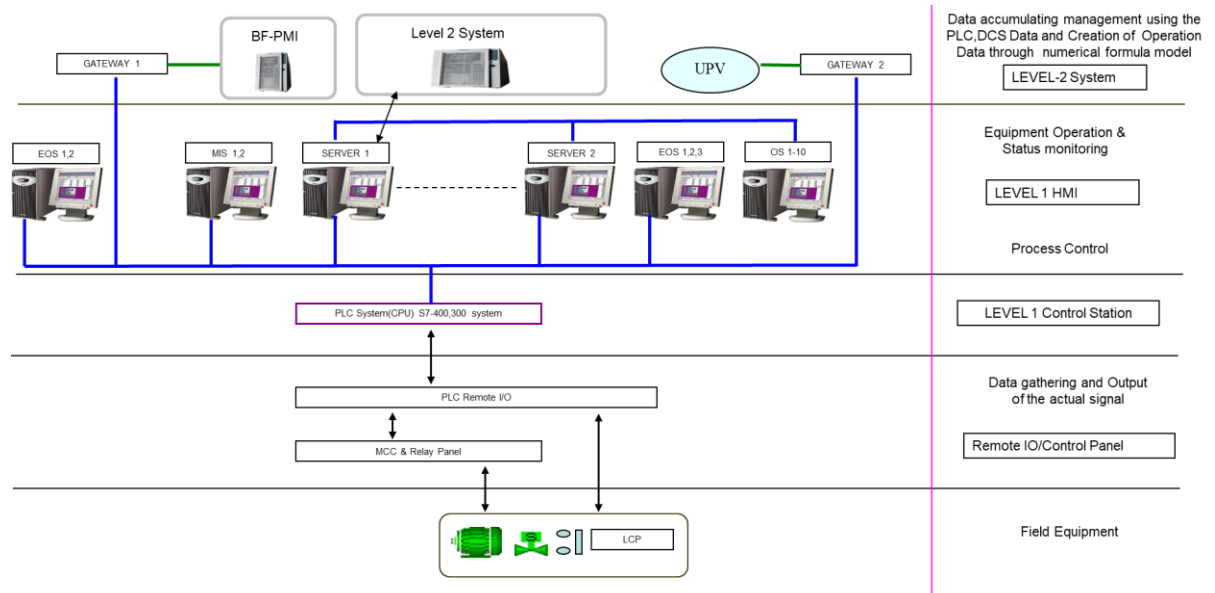 BF-PMI
Level 2 System
GATEWAY 1
UPV
GATEWAY 2
Data accumulating management using the
PLC,DCS Data and Creation of Operation
Data through numerical formula model
LEVEL-2 System
EOS 1,2
MIS 1,2
SERVER 1
SERVER 2
EOS 1,2,3
OS 1-10
Equipment Operation &
Status monitoring
LEVEL 1 HMI
Process Control
PLC System(CPU) S7-400,300 system
LEVEL 1 Control Station
PLC Remote I/O
Data gathering and Output
of the actual signal
MCC & Relay Panel
Remote IO/Control Panel
S
LCP
Field Equipment